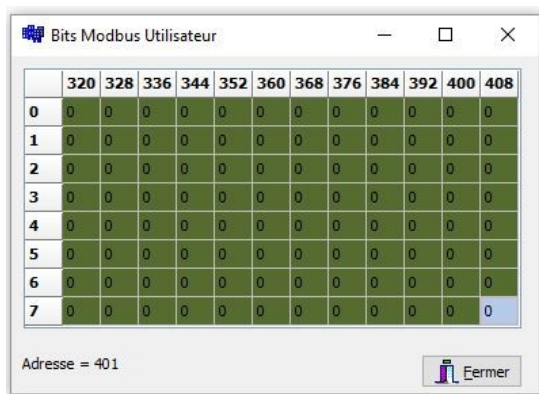 Bits Modbus Utilisateur
320 328 336 344 352 360 368 376 384 392 400 408
0 0 0 0 0 0 0 0 0 0 0 0 0
1 0 0 0 0 0 0 0 0 0 0 0 0
2 0 0 0 0 0 0 0 0 0 0 0 0
3 0 0 0 0 0 0 0 0 0 0 0 0
4 0 0 0 0 0 0 0 0 0 0 0 0
5 0 0 0 0 0 0 0 0 0 0 0 0
6 0 0 0 0 0 0 0 0 0 0 0 0
7 0 0 0 0 0 0 0 0 0 0 0 0
Adresse = 401
Fermer